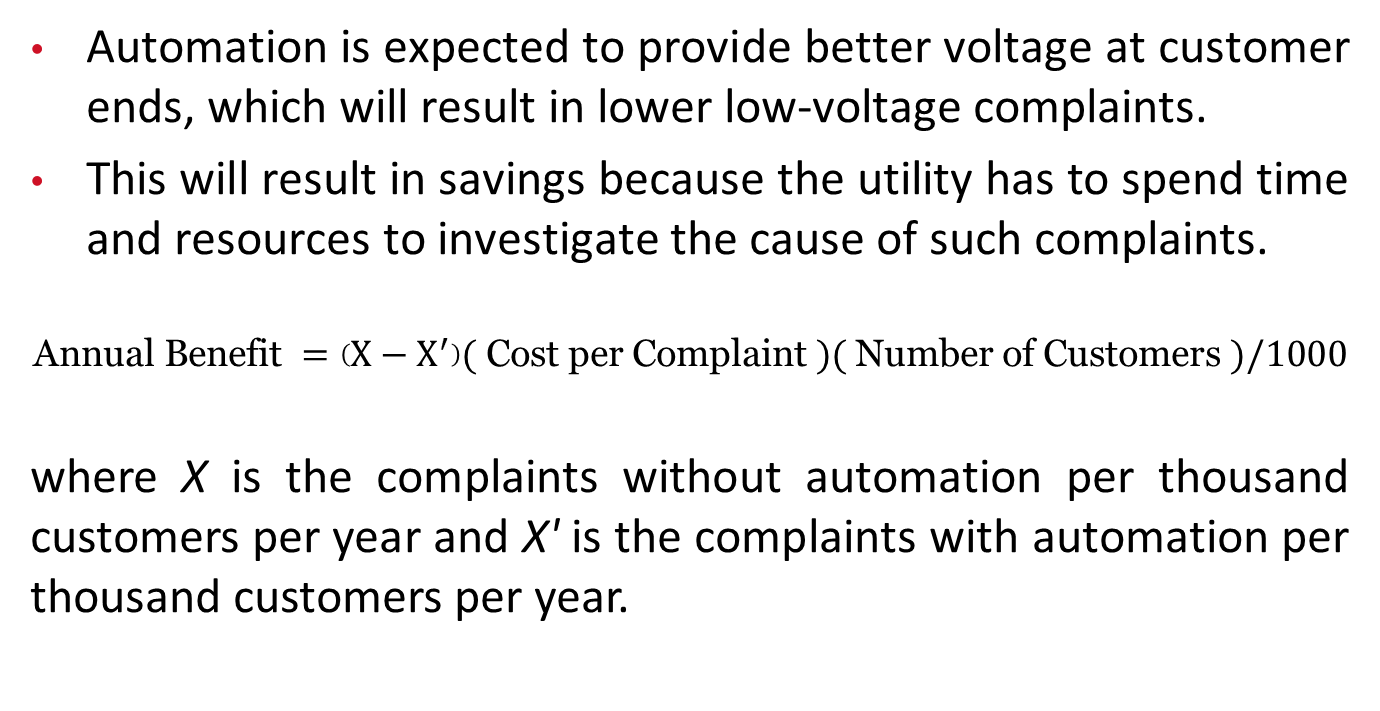 • Automation is expected to provide better voltage at customer
ends, which will result in lower low-voltage complaints.
• This will result in savings because the utility has to spend time
and resources to investigate the cause of such complaints.
Annual Benefit = (X − X′)( Cost per Complaint )( Number of Customers )/1000
where X is the complaints without automation per thousand
customers per year and X' is the complaints with automation per
thousand customers per year.